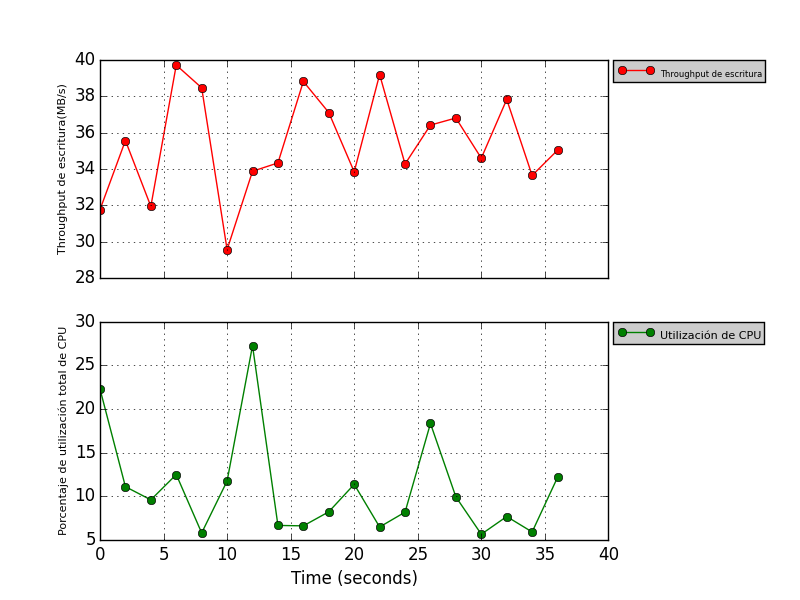 40
38
36
34
32
30
28
Throughput de escritura(MB/s)
Throughput de escritura
30
25
20
15
10
5
Porcentaje de utilización total de CPU
Utilización de CPU
0 5 10 15 20 25 30 35 40
Time (seconds)